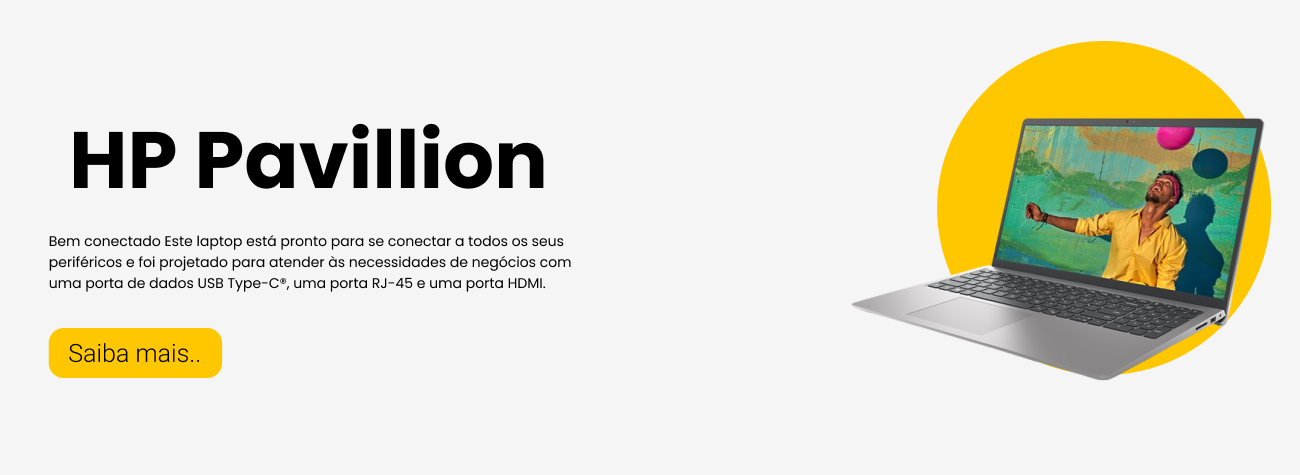 HP Pavillion
Bem conectado Este laptop está pronto para se conectar a todos os seus
periféricos e foi projetado para atender às necessidades de negócios com
uma porta de dados USB Type-C®, uma porta RJ-45 e uma porta HDMI.
Saiba mais..